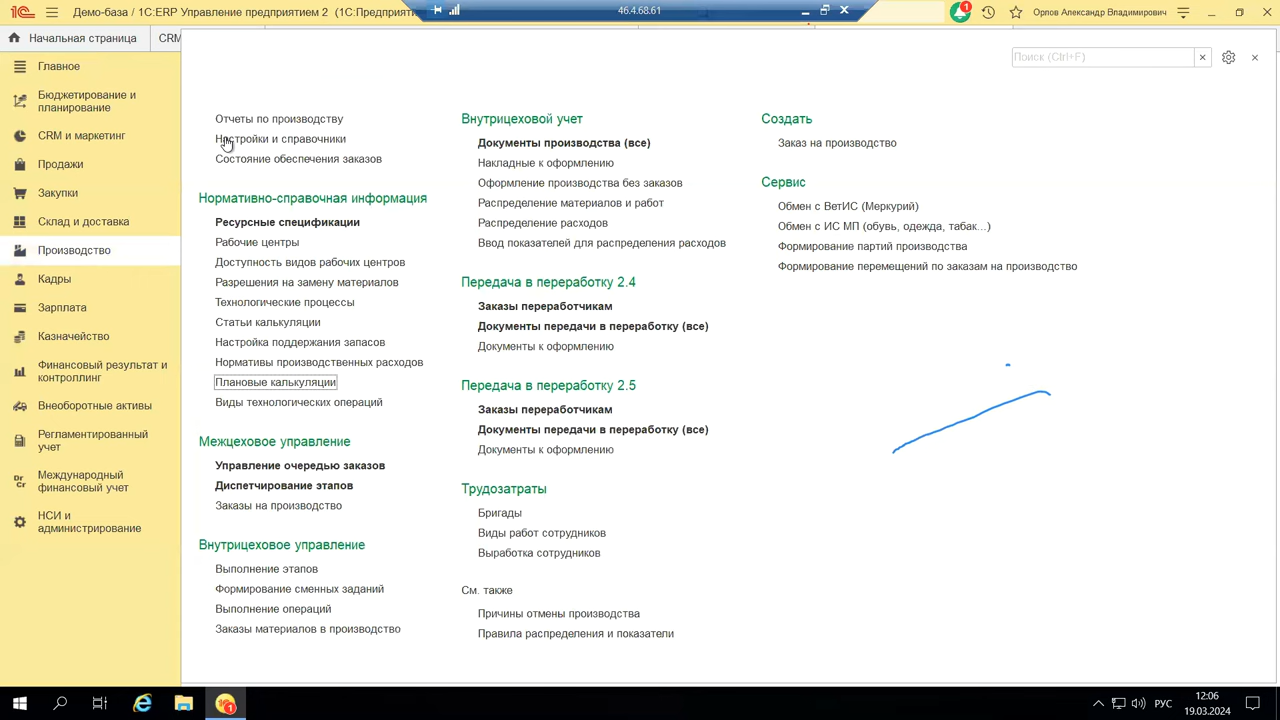 Демо-база / 1С:ERP Управление предприятием 2 (1С:Предприяти
46.4.68.61
1
Орлов Александр Владимирович
Начальная страница
CRM
Поиск (Ctrl+F)
Главное
Бюджетирование и
планирование
CRM и маркетинг
Продажи
Закупки
Склад и доставка
Производство
Кадры
Зарплата
Казначейство
Финансовый результат и
контроллинг
Внеоборотные активы
Регламентированный
учет
Международный
финансовый учет
НСИ и
администрирование
Отчеты по производству
Настройки и справочники
Состояние обеспечения заказов
Нормативно-справочная информация
Ресурсные спецификации
Рабочие центры
Доступность видов рабочих центров
Разрешения на замену материалов
Технологические процессы
Статьи калькуляции
Настройка поддержания запасов
Нормативы производственных расходов
Плановые калькуляции
Виды технологических операций
Межцеховое управление
Управление очередью заказов
Диспетчирование этапов
Заказы на производство
Внутрицеховое управление
Выполнение этапов
Формирование сменных заданий
Выполнение операций
Заказы материалов в производство
Внутрицеховой учет
Документы производства (все)
Накладные к оформлению
Оформление производства без заказов
Распределение материалов и работ
Распределение расходов
Ввод показателей для распределения расходов
Передача в переработку 2.4
Заказы переработчикам
Документы передачи в переработку (все)
Документы к оформлению
Передача в переработку 2.5
Заказы переработчикам
Документы передачи в переработку (все)
Документы к оформлению
Трудозатраты
Бригады
Виды работ сотрудников
Выработка сотрудников
См. также
Причины отмены производства
Правила распределения и показатели
Создать
Заказ на производство
Сервис
Обмен с ВетИС (Меркурий)
Обмен с ИС МП (обувь, одежда, табак...)
Формирование партий производства
Формирование перемещений по заказам на производство
1
РУС
12:06
19.03.2024